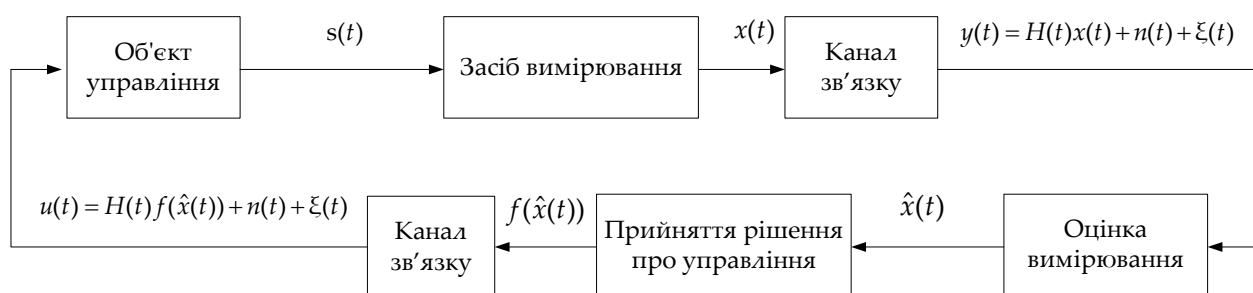 Об'єкт
управління
s(t)
Засіб вимірювання
x(t)
Канал
зв’язку
y(t) = H(t)x(t) + n(t) + ξ(t)
u(t) = H(t) f(x̂(t)) + n(t) + ξ(t)
Канал
зв’язку
f(x̂(t))
Прийняття рішення
про управління
x̂(t)
Оцінка
вимірювання